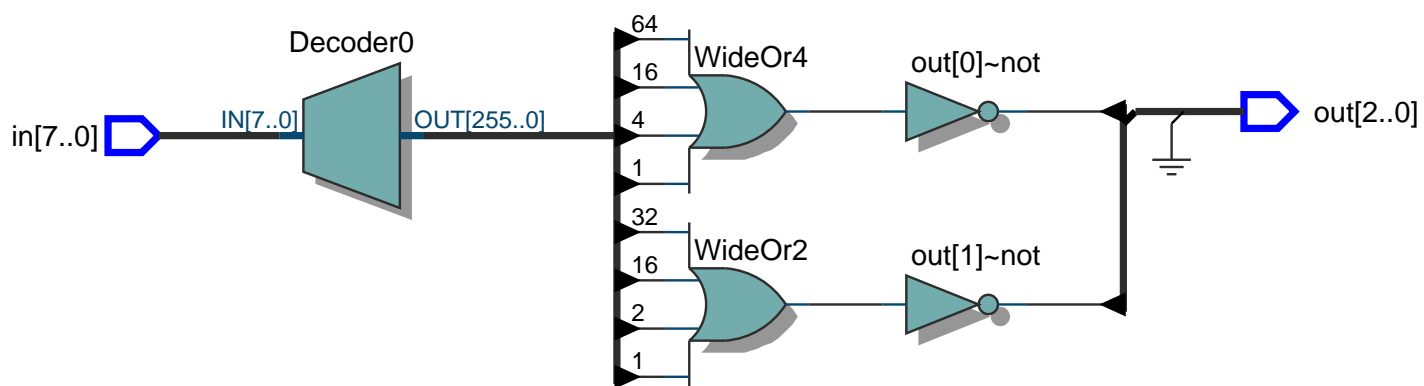 Decoder0
in[7..0]
IN[7..0]
OUT[255..0]
64
16
4
1
WideOr4
out[0]~not
out[2..0]
32
16
2
1
WideOr2
out[1]~not